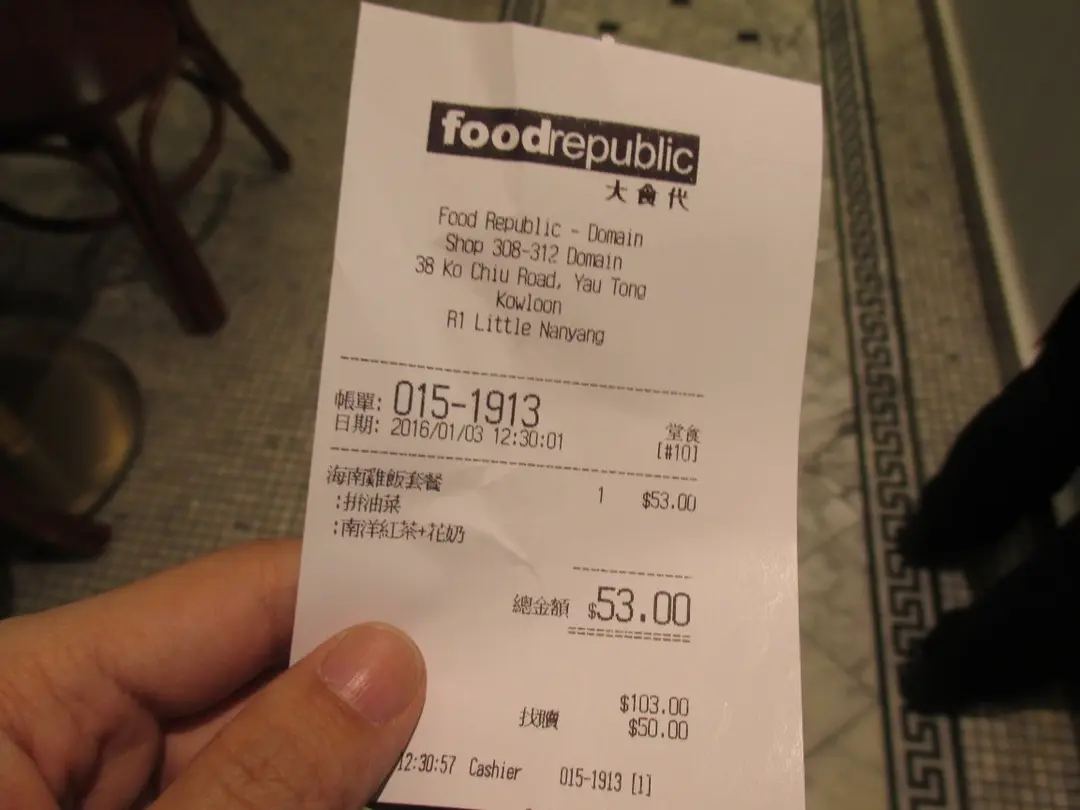 foodrepublic
大食代
Food Republic - Domain
Shop 308-312 Domain
38 Ko Chiu Road, Yau Tong
Kowloon
R1 Little Nanyang
帳單: 015-1913 堂食
日期: 2016/01/03 12:30:01 [#10]
海南雞飯套餐 1 $53.00
:拼油菜
:南洋紅茶+花奶
總金額 $53.00
$103.00
找贖 $50.00
12:30:57 Cashier 015-1913 [1]